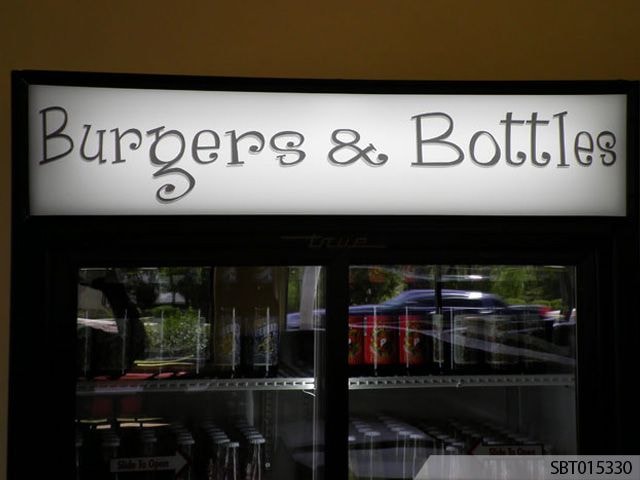 Burgers & Bottles
true
Slide To Open
SBT015330